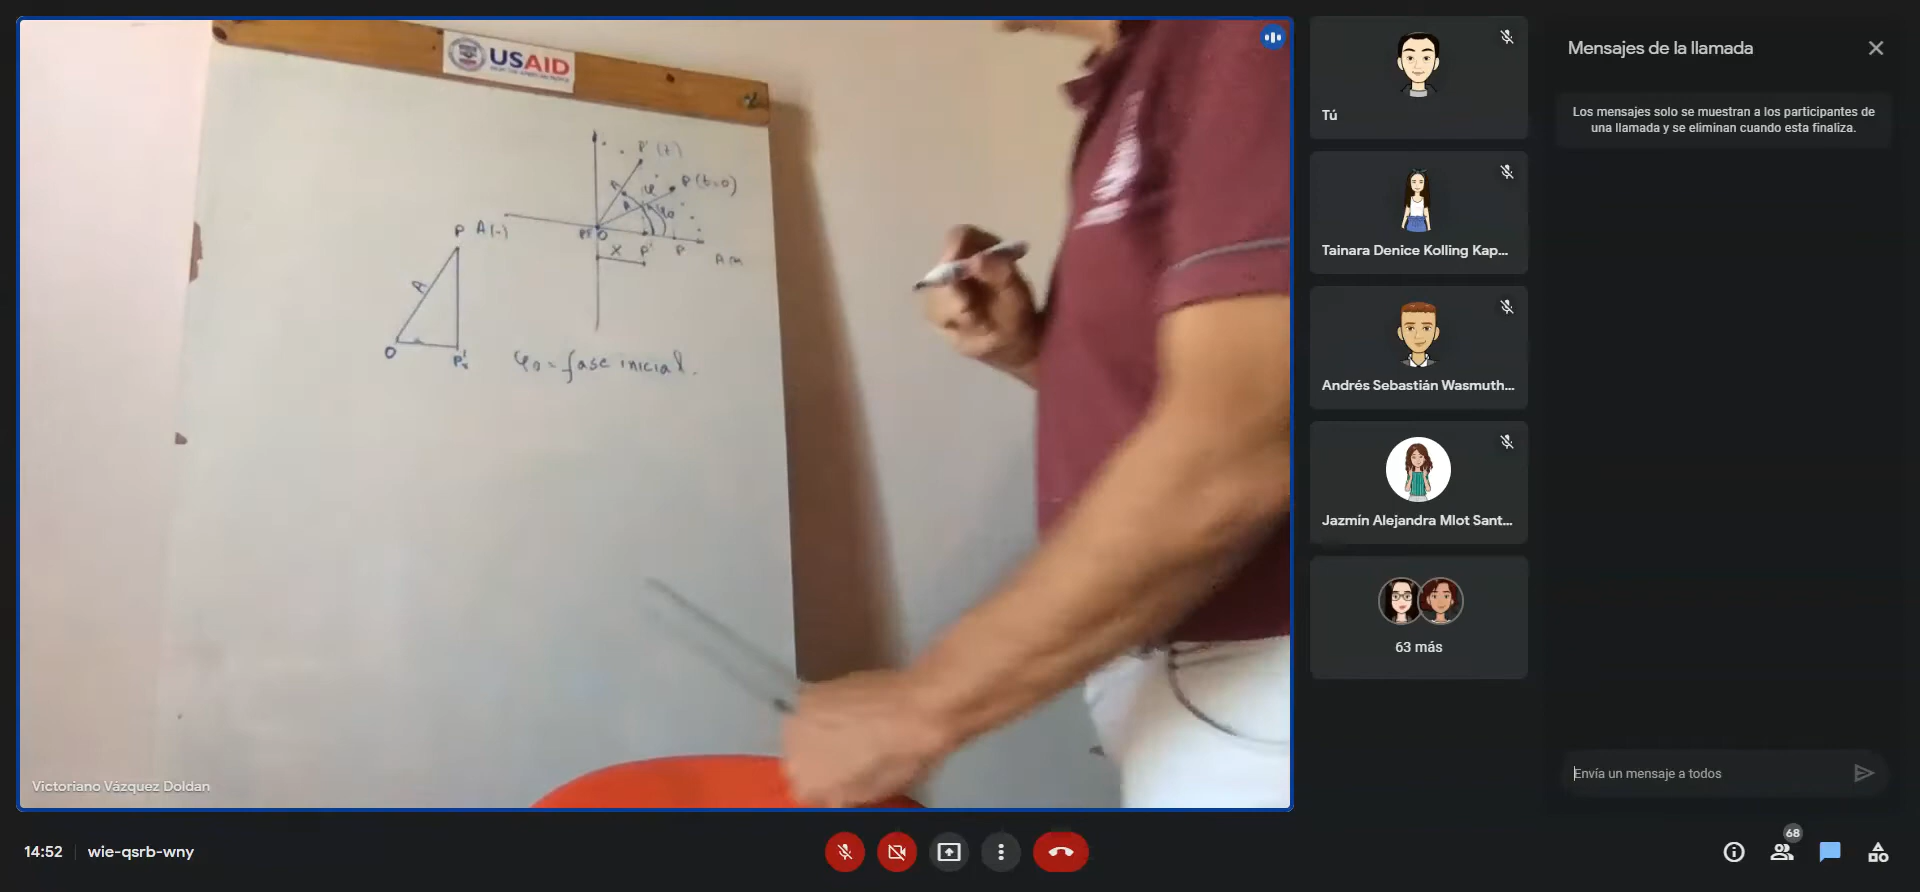 USAID
P'(t)
P(t=0)
φ
φo
A
A
P A(-)
O
X
P'
P
A
O
P'x
φo = fase inicial.
Victoriano Vázquez Doldan
Tú
Tainara Denice Kolling Kap...
Andrés Sebastián Wasmuth...
Jazmín Alejandra Mlot Sant...
63 más
Mensajes de la llamada
Los mensajes solo se muestran a los participantes de
una llamada y se eliminan cuando esta finaliza.
Envía un mensaje a todos
14:52
wie-qsrb-wny
68